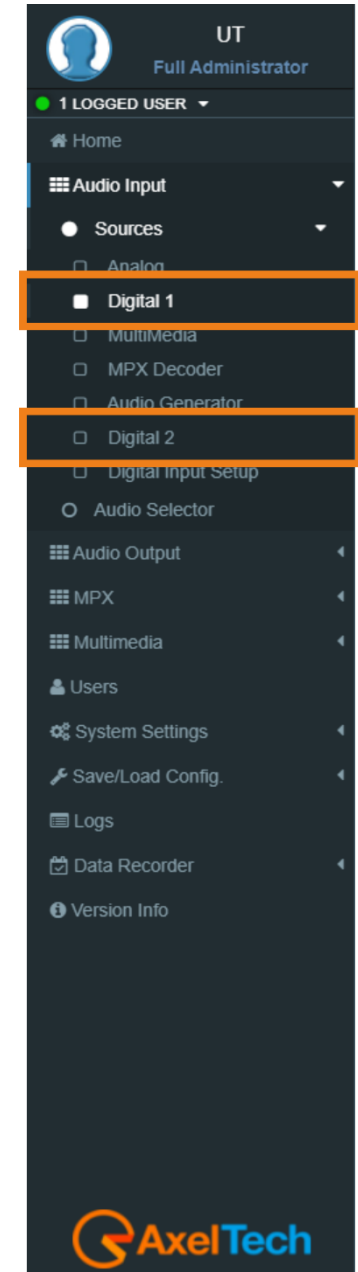 UT
Full Administrator
1 LOGGED USER
Home
Audio Input
Sources
Analog
Digital 1
MultiMedia
MPX Decoder
Audio Generator
Digital 2
Digital Input Setup
Audio Selector
Audio Output
MPX
Multimedia
Users
System Settings
Save/Load Config.
Logs
Data Recorder
Version Info
AxelTech